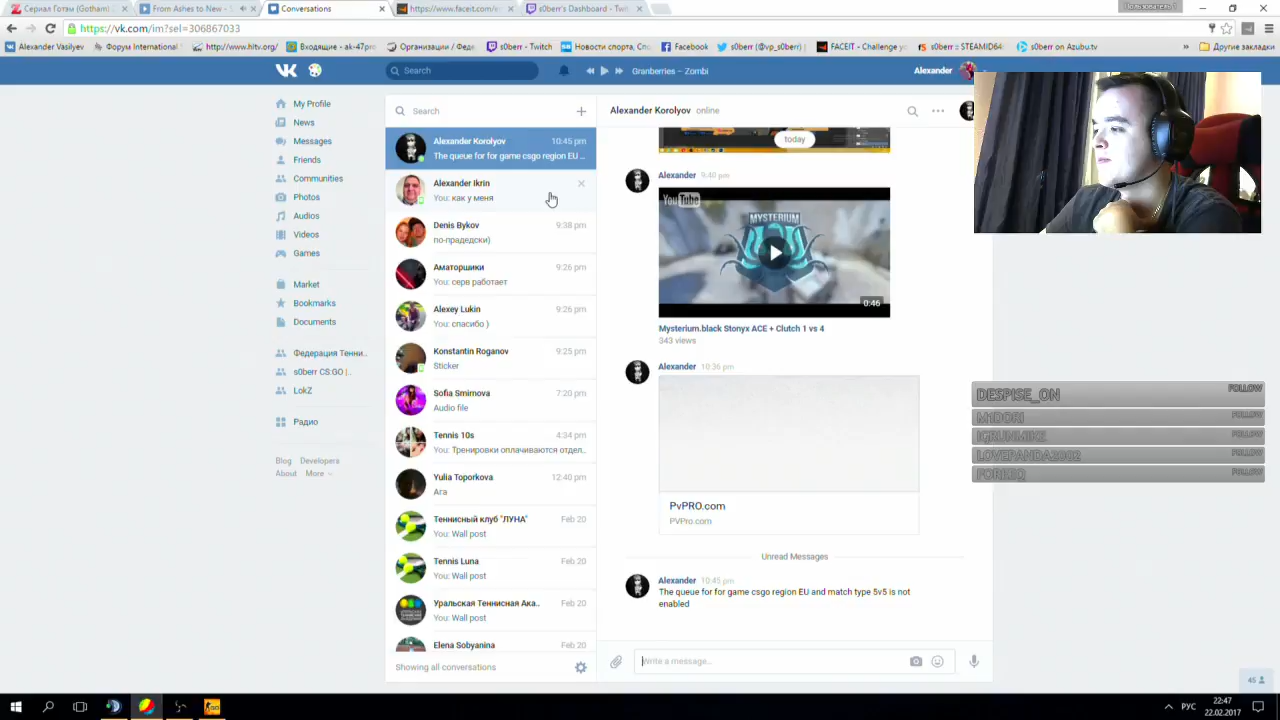 Сериал Готэм (Gotham)
From Ashes to New -
Conversations
https://www.faceit.com/en
s0berr's Dashboard - Tw
https://vk.com/im?sel=306867033
Alexander Vasilyev
Форум International
http://www.hltv.org/
Входящие - ak-47pro
Организации / Феде
s0berr - Twitch
Новости спорта, Спо
Facebook
s0berr (@vp_s0berr)
FACEIT - Challenge yo
s0berr :: STEAMID64
s0berr on Azubu.tv
»
Другие закладки
Search
Granberries – Zombi
Alexander
My Profile
News
Messages
Friends
Communities
Photos
Audios
Videos
Games
Market
Bookmarks
Documents
Федерация Тенни..
s0berr CS:GO |..
LokZ
Радио
Blog Developers
About More
Search
Alexander Korolyov 10:45 pm
The queue for for game csgo region EU ...
Alexander Ikrin
You: как у меня
Denis Bykov 9:38 pm
по-прадедски)
Аматоршики 9:26 pm
You: серв работает
Alexey Lukin 9:26 pm
You: спасибо )
Konstantin Roganov 9:25 pm
Sticker
Sofia Smirnova 7:20 pm
Audio file
Tennis 10s 4:34 pm
You: Тренировки оплачиваются отдел..
Yulia Toporkova 12:40 pm
Ага
Теннисный клуб "ЛУНА" Feb 20
You: Wall post
Tennis Luna Feb 20
You: Wall post
Уральская Теннисная Ака.. Feb 20
You: Wall post
Elena Sobyanina Feb 20
Showing all conversations
Alexander Korolyov online
today
Alexander 9:40 pm
YouTube
MYSTERIUM
0:46
Mysterium.black Stonyx ACE + Clutch 1 vs 4
343 views
Alexander 10:36 pm
PvPRO.com
PVPro.com
Unread Messages
Alexander 10:45 pm
The queue for for game csgo region EU and match type 5v5 is not
enabled
Write a message...
DESPISE_ON FOLLOW
M1DORI FOLLOW
IGRUNMIKE FOLLOW
LOVEPANDA2002 FOLLOW
FOREEQ FOLLOW
45
РУС
22:47
22.02.2017